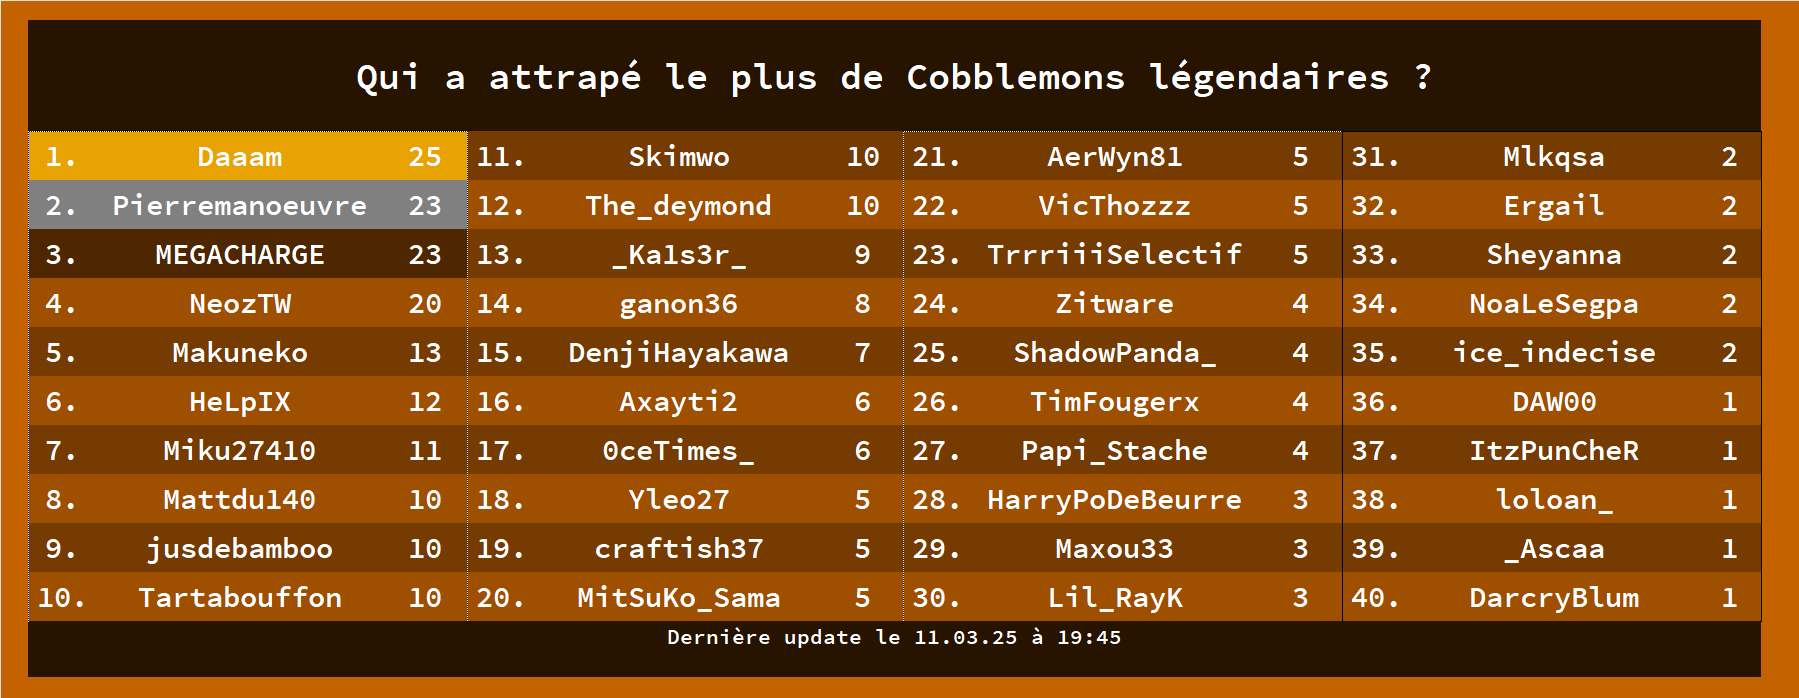 Qui a attrapé le plus de Cobblemons légendaires ?
1. Daaam 25 11. Skimwo 10 21. AerWyn81 5 31. Mlkqsa 2
2. Pierremanoeuvre 23 12. The_deymond 10 22. VicThozzz 5 32. Ergail 2
3. MEGACHARGE 23 13. _Ka1s3r_ 9 23. TrrriiiSelectif 5 33. Sheyanna 2
4. NeozTW 20 14. ganon36 8 24. Zitware 4 34. NoaLeSegpa 2
5. Makuneko 13 15. DenjiHayakawa 7 25. ShadowPanda_ 4 35. ice_indecise 2
6. HeLpIX 12 16. Axayti2 6 26. TimFougerx 4 36. DAW00 1
7. Miku27410 11 17. 0ceTimes_ 6 27. Papi_Stache 4 37. ItzPunCheR 1
8. Mattdu140 10 18. Yleo27 5 28. HarryPoDeBeurre 3 38. loloan_ 1
9. jusdebamboo 10 19. craftish37 5 29. Maxou33 3 39. _Ascaa 1
10. Tartabouffon 10 20. MitSuKo_Sama 5 30. Lil_RayK 3 40. DarcryBlum 1
Dernière update le 11.03.25 à 19:45